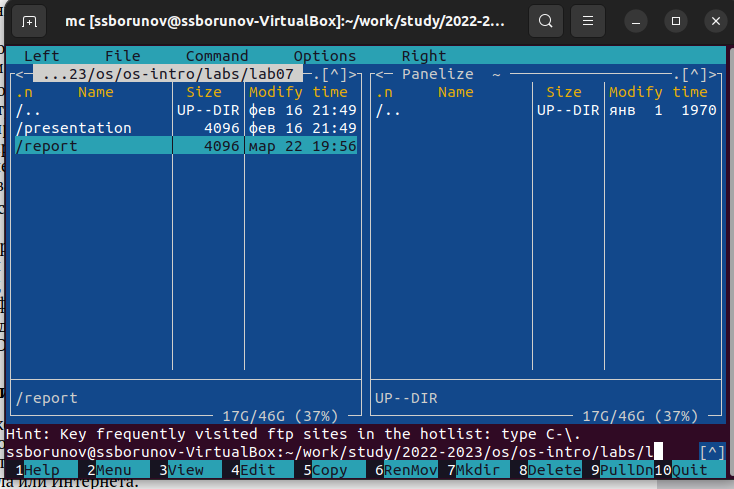 mc [ssborunov@ssborunov-VirtualBox]:~/work/study/2022-2...
Left File Command Options Right
<─ ...23/os/os-intro/labs/lab07 ─.[^]>
.n Name Size Modify time
/.. UP--DIR фев 16 21:49
/presentation 4096 фев 16 21:49
/report 4096 мар 22 19:56
/report
17G/46G (37%)
<─ Panelize ~ ─.[^]>
.n Name Size Modify time
/.. UP--DIR янв 1 1970
UP--DIR
17G/46G (37%)
Hint: Key frequently visited ftp sites in the hotlist: type C-\.
ssborunov@ssborunov-VirtualBox:~/work/study/2022-2023/os/os-intro/labs/l [^]
1Help 2Menu 3View 4Edit 5Copy 6RenMov 7Mkdir 8Delete 9PullDn 10Quit
ла или Интернета.